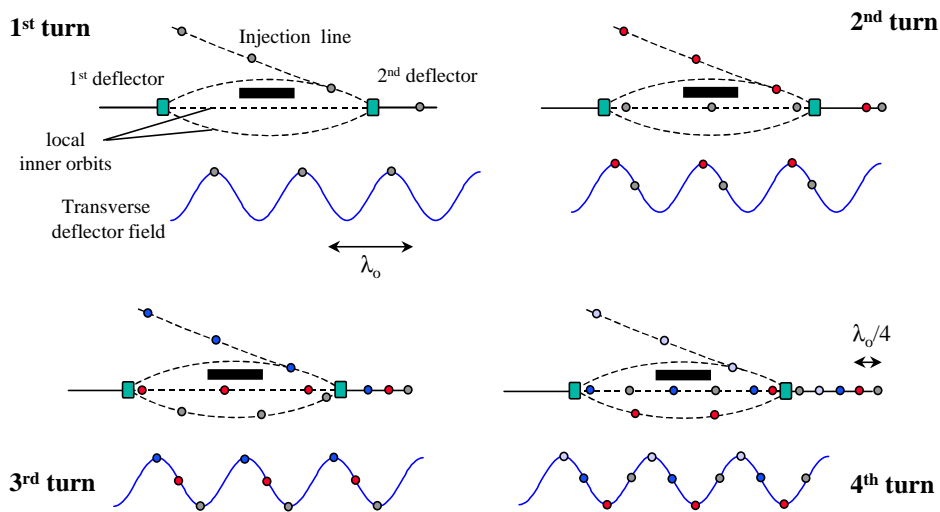 1st turn
Injection line
2nd turn
1st deflector
2nd deflector
local
inner orbits
Transverse
deflector field
λo
λo/4
3rd turn
4th turn